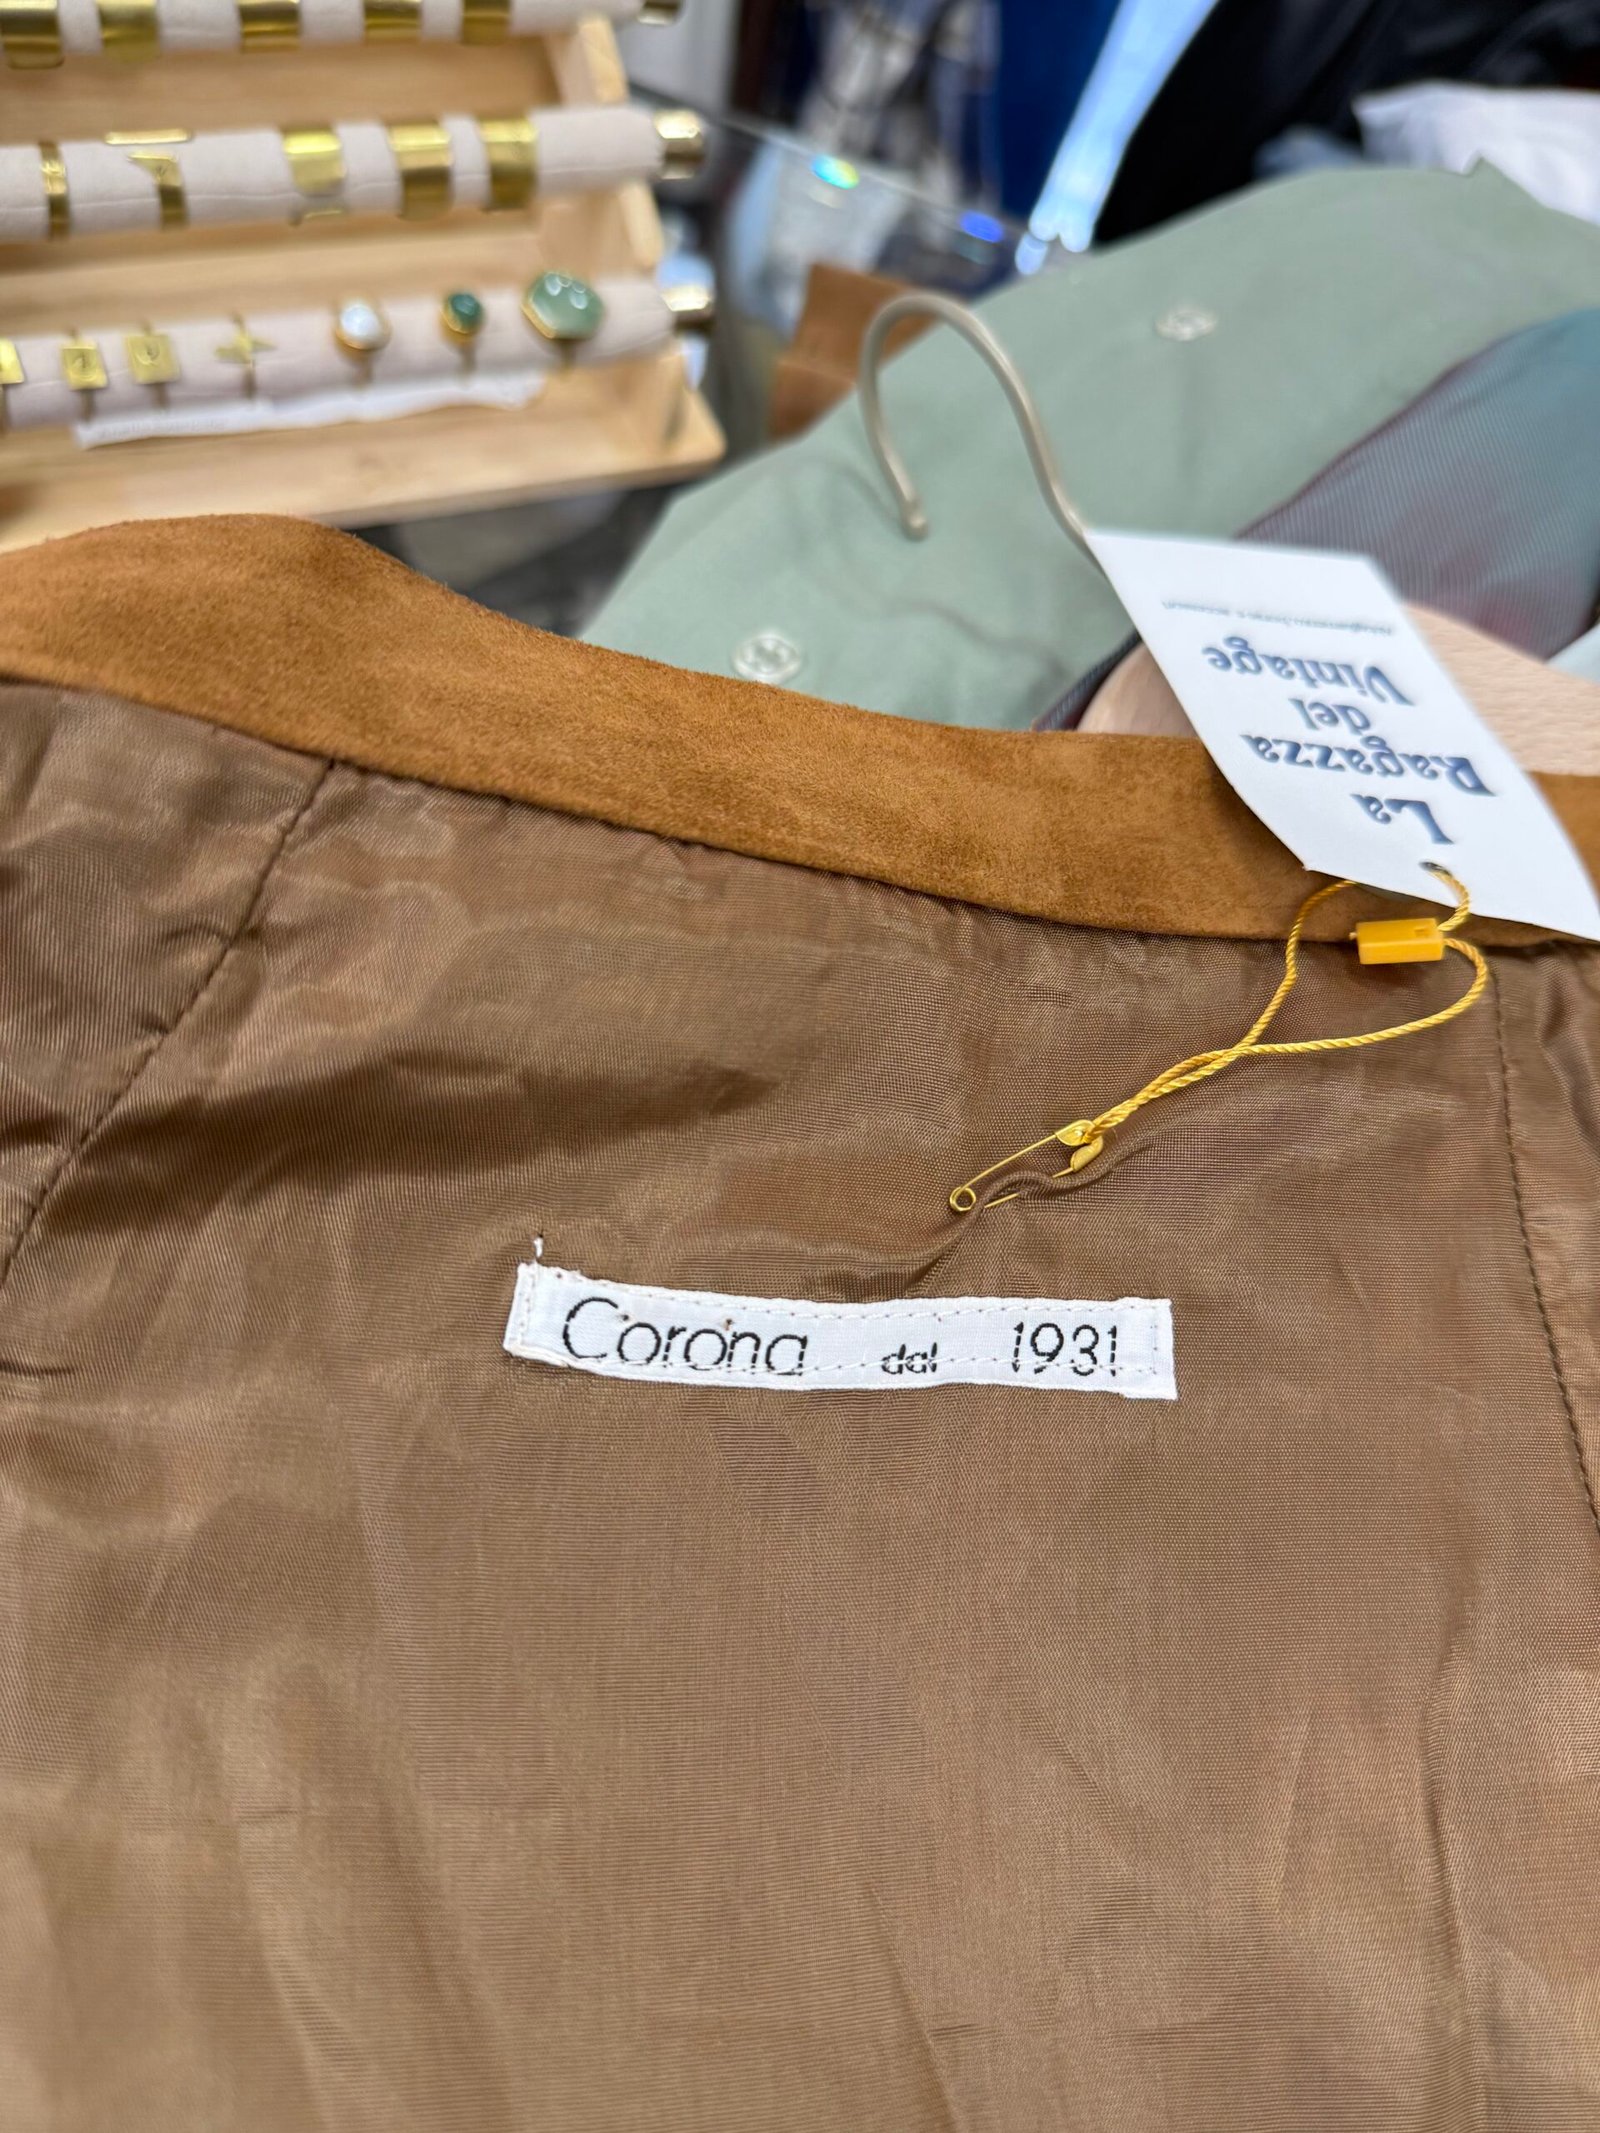 La
Ragazza
del
Vintage
Corona dal 1931